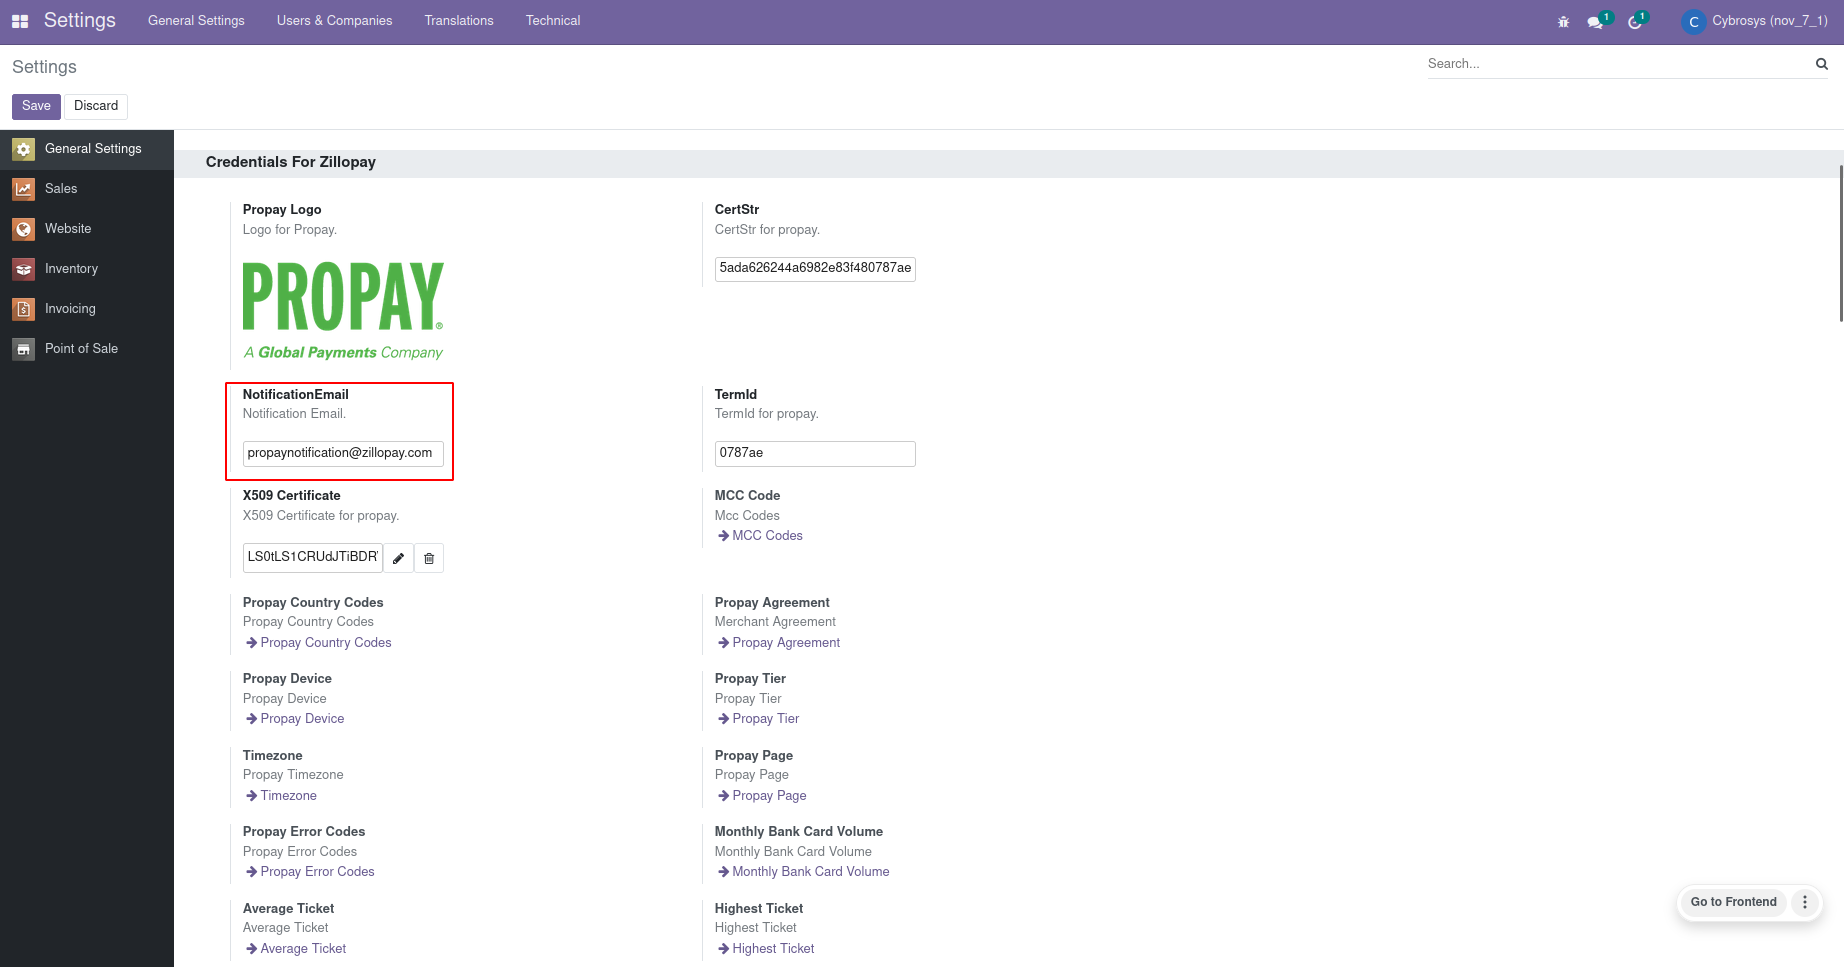 Settings General Settings Users & Companies Translations Technical 1 1 C Cybrosys (nov_7_1)
Settings Search...
Save Discard
General Settings
Sales
Website
Inventory
Invoicing
Point of Sale
Credentials For Zillopay
Propay Logo
Logo for Propay.
PROPAY®
A Global Payments Company
CertStr
CertStr for propay.
5ada626244a6982e83f480787ae
NotificationEmail
Notification Email.
propaynotification@zillopay.com
TermId
TermId for propay.
0787ae
X509 Certificate
X509 Certificate for propay.
LS0tLS1CRUdJTiBDR
MCC Code
Mcc Codes
MCC Codes
Propay Country Codes
Propay Country Codes
Propay Country Codes
Propay Agreement
Merchant Agreement
Propay Agreement
Propay Device
Propay Device
Propay Device
Propay Tier
Propay Tier
Propay Tier
Timezone
Propay Timezone
Timezone
Propay Page
Propay Page
Propay Page
Propay Error Codes
Propay Error Codes
Propay Error Codes
Monthly Bank Card Volume
Monthly Bank Card Volume
Monthly Bank Card Volume
Average Ticket
Average Ticket
Average Ticket
Highest Ticket
Highest Ticket
Highest Ticket
Go to Frontend